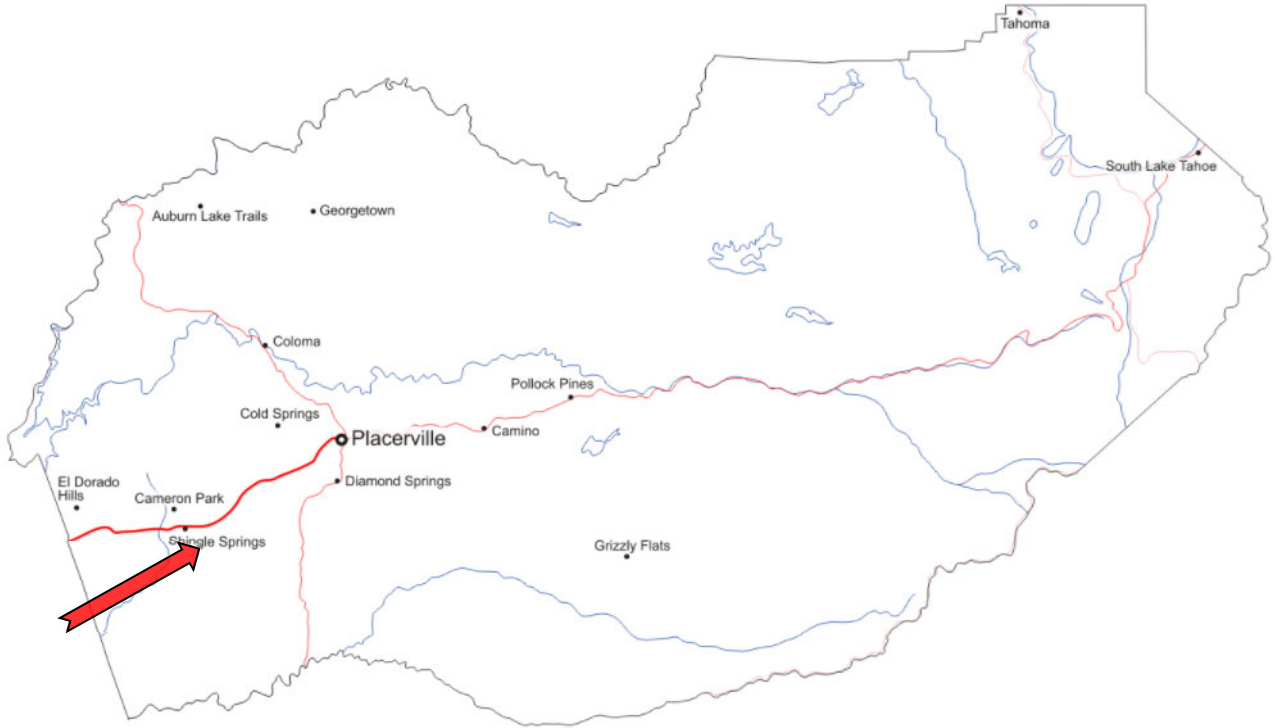 Tahoma
South Lake Tahoe
Auburn Lake Trails
Georgetown
Coloma
Pollock Pines
Cold Springs
Camino
Placerville
El Dorado
Hills
Diamond Springs
Cameron Park
Shingle Springs
Grizzly Flats